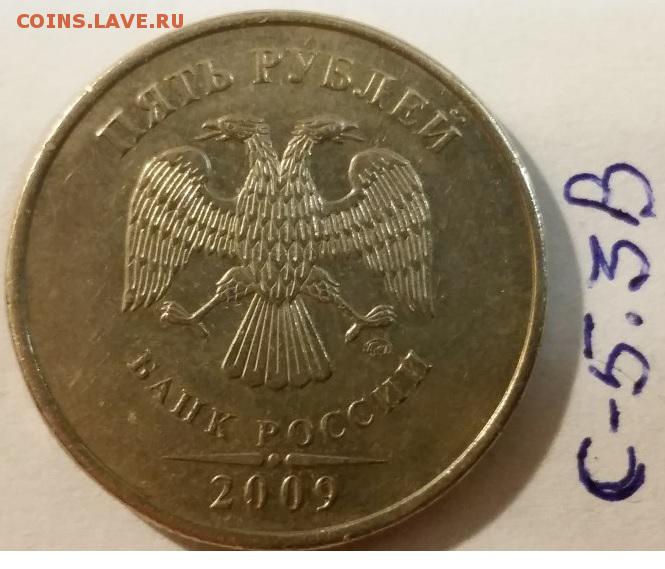 COINS.LAVE.RU
ПЯТЬ РУБЛЕЙ
БАНК РОССИИ
2009
С-5.3В